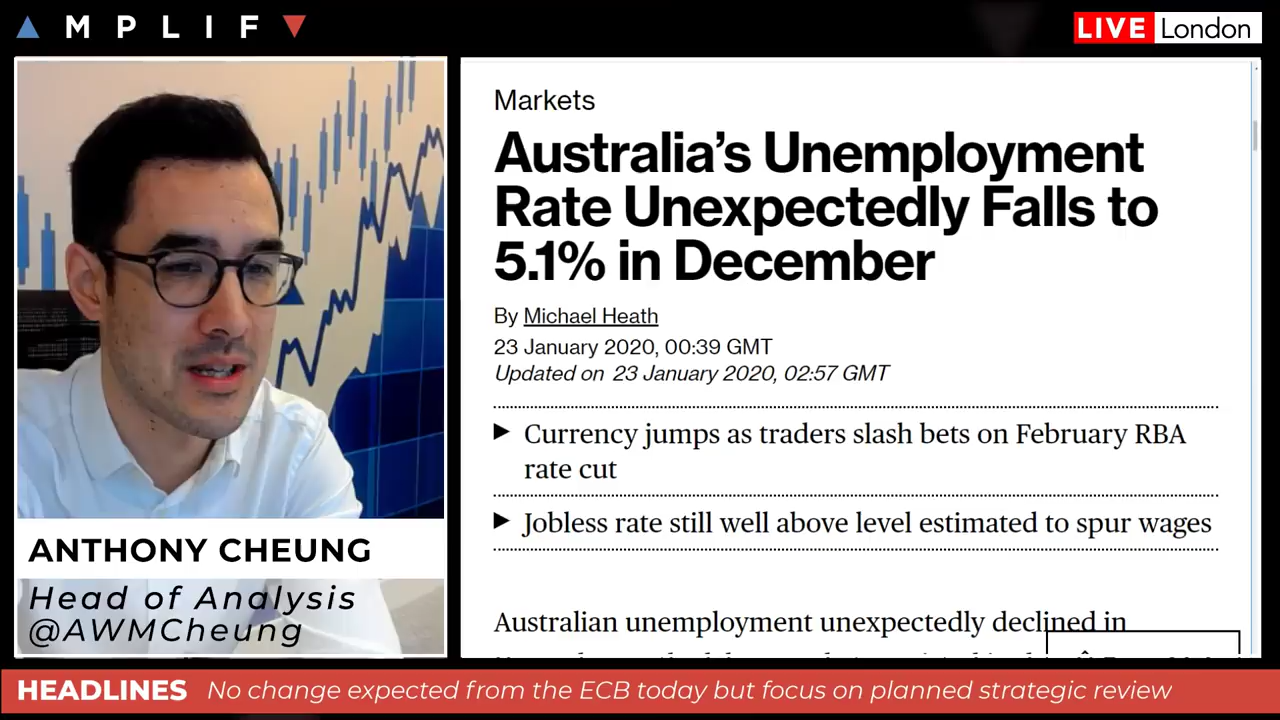 AMPLIFY
LIVE London
Markets
Australia's Unemployment
Rate Unexpectedly Falls to
5.1% in December
By Michael Heath
23 January 2020, 00:39 GMT
Updated on 23 January 2020, 02:57 GMT
Currency jumps as traders slash bets on February RBA
rate cut
Jobless rate still well above level estimated to spur wages
Australian unemployment unexpectedly declined in
ANTHONY CHEUNG
Head of Analysis
@AWMCheung
HEADLINES No change expected from the ECB today but focus on planned strategic review